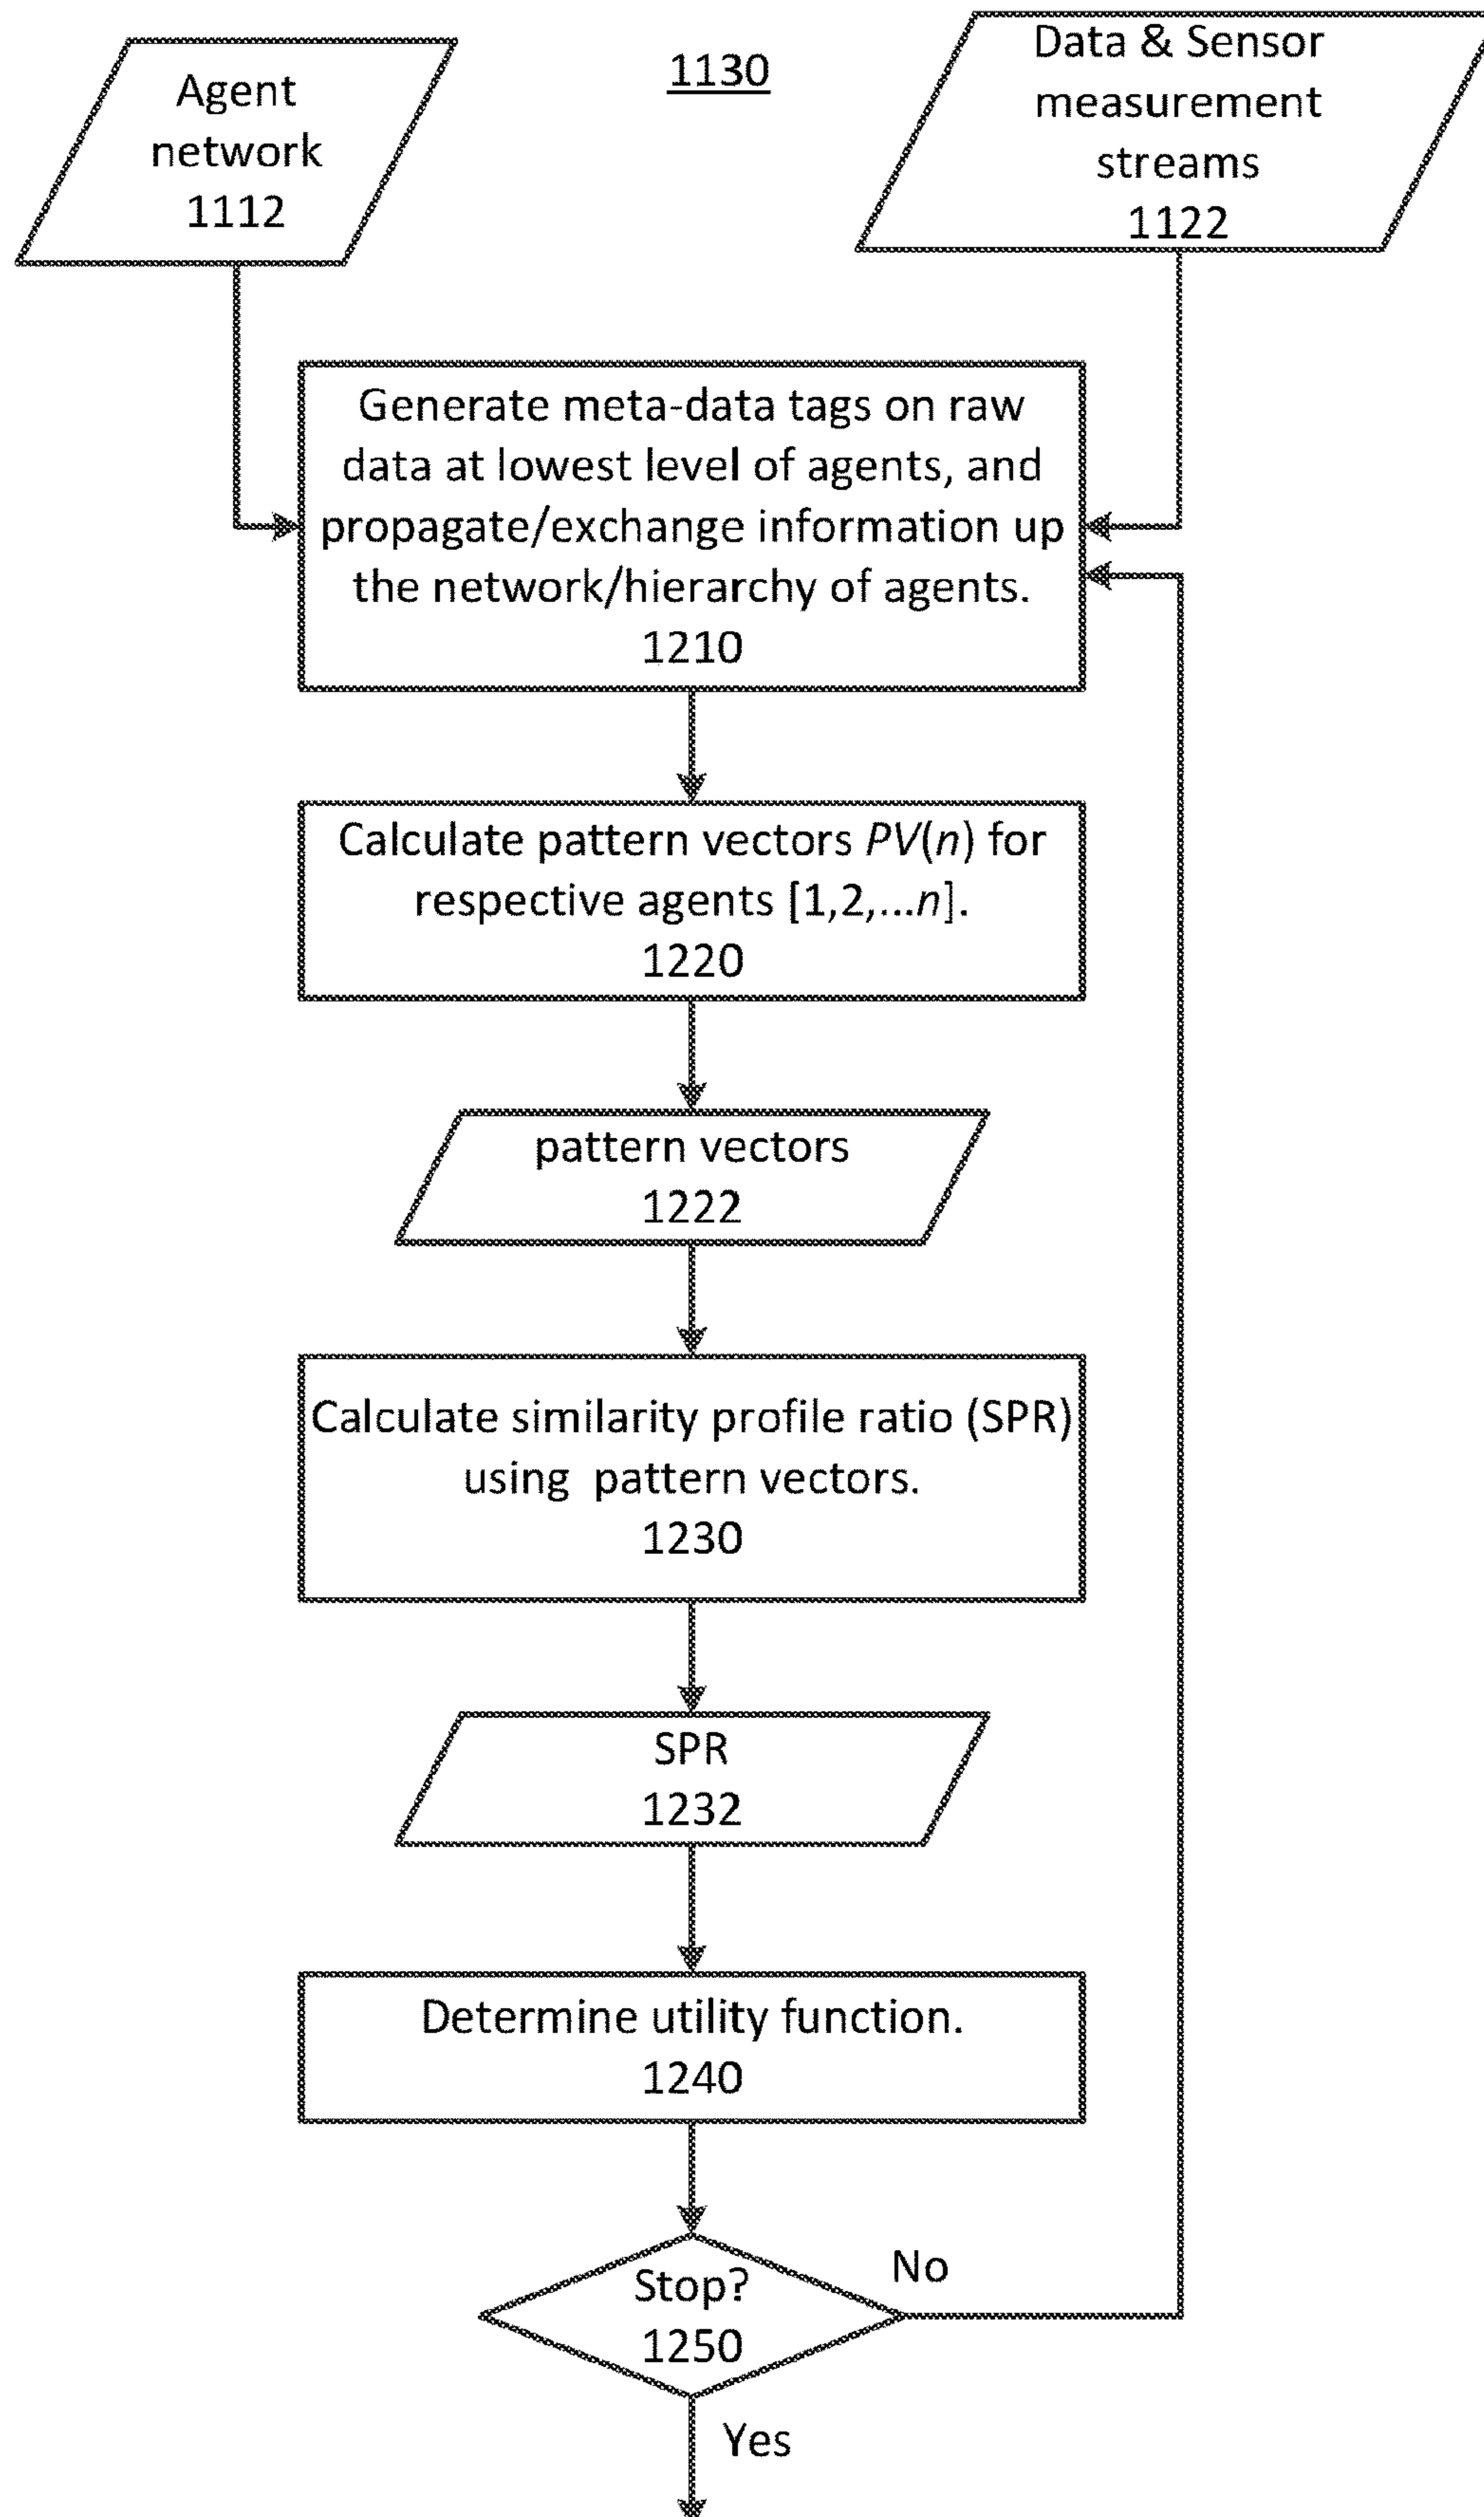 Agent
network
1112
1130
Data & Sensor
measurement
streams
1122
Generate meta-data tags on raw
data at lowest level of agents, and
propagate/exchange information up
the network/hierarchy of agents.
1210
Calculate pattern vectors PV(n) for
respective agents [1,2,...n].
1220
pattern vectors
1222
Calculate similarity profile ratio (SPR)
using pattern vectors.
1230
SPR
1232
Determine utility function.
1240
Stop?
1250
No
Yes